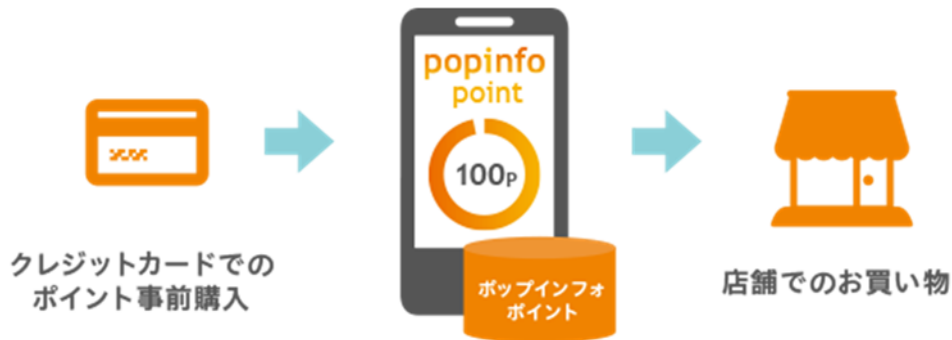 popinfo
point
100P
クレジットカードでの
ポイント事前購入
ポップインフォ
ポイント
店舗でのお買い物